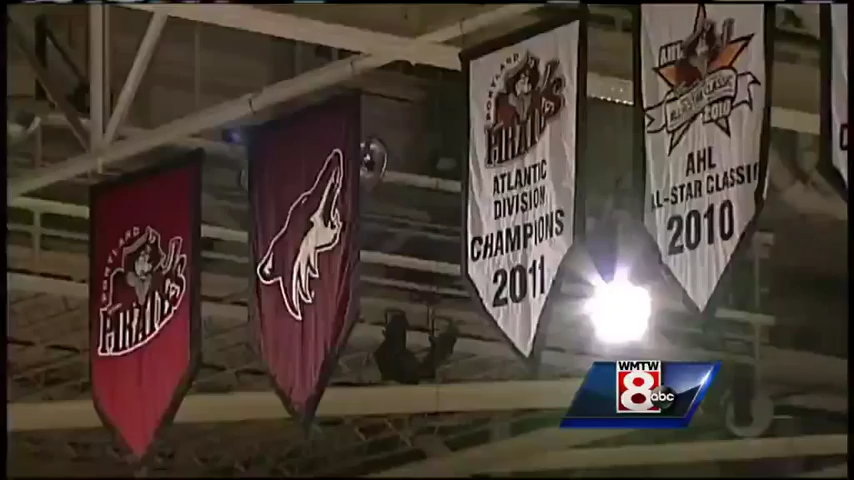 PORTLAND
PIRATES
PORTLAND
PIRATES
ATLANTIC
DIVISION
CHAMPIONS
2011
AHL
ALL-STAR CLASSIC
2010
AHL
ALL-STAR CLASSIC
2010
WMTW
8 abc